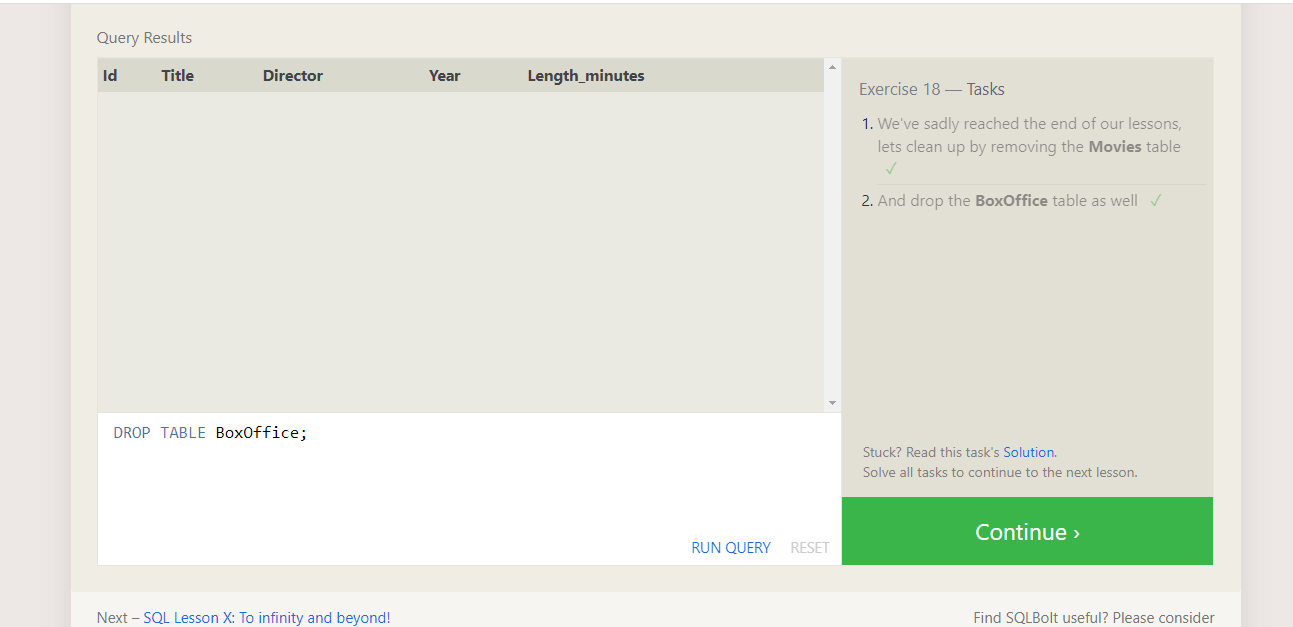 Query Results
Id Title Director Year Length_minutes
Exercise 18 — Tasks
1. We've sadly reached the end of our lessons,
lets clean up by removing the Movies table
✓
2. And drop the BoxOffice table as well ✓
DROP TABLE BoxOffice;
Stuck? Read this task's Solution.
Solve all tasks to continue to the next lesson.
RUN QUERY RESET
Continue ›
Next – SQL Lesson X: To infinity and beyond!
Find SQLBolt useful? Please consider